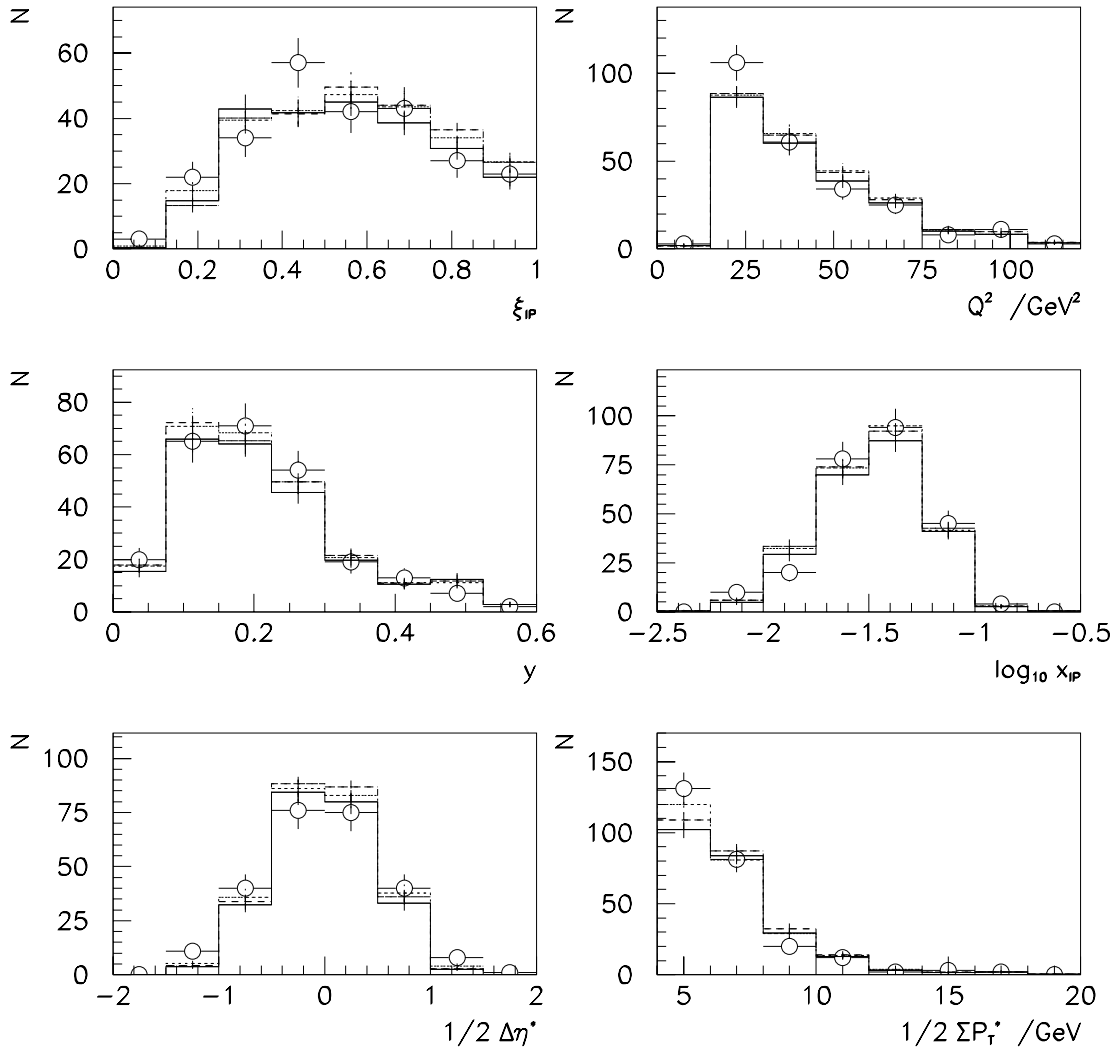 N
60
40
20
0
0 0.2 0.4 0.6 0.8 1
ξ_IP
N
100
50
0
0 25 50 75 100
Q² /GeV²
N
80
60
40
20
0
0 0.2 0.4 0.6
y
N
100
75
50
25
0
−2.5 −2 −1.5 −1 −0.5
log₁₀ x_IP
N
100
75
50
25
0
−2 −1 0 1 2
1/2 Δη*
N
150
100
50
0
5 10 15 20
1/2 ΣP_T* /GeV